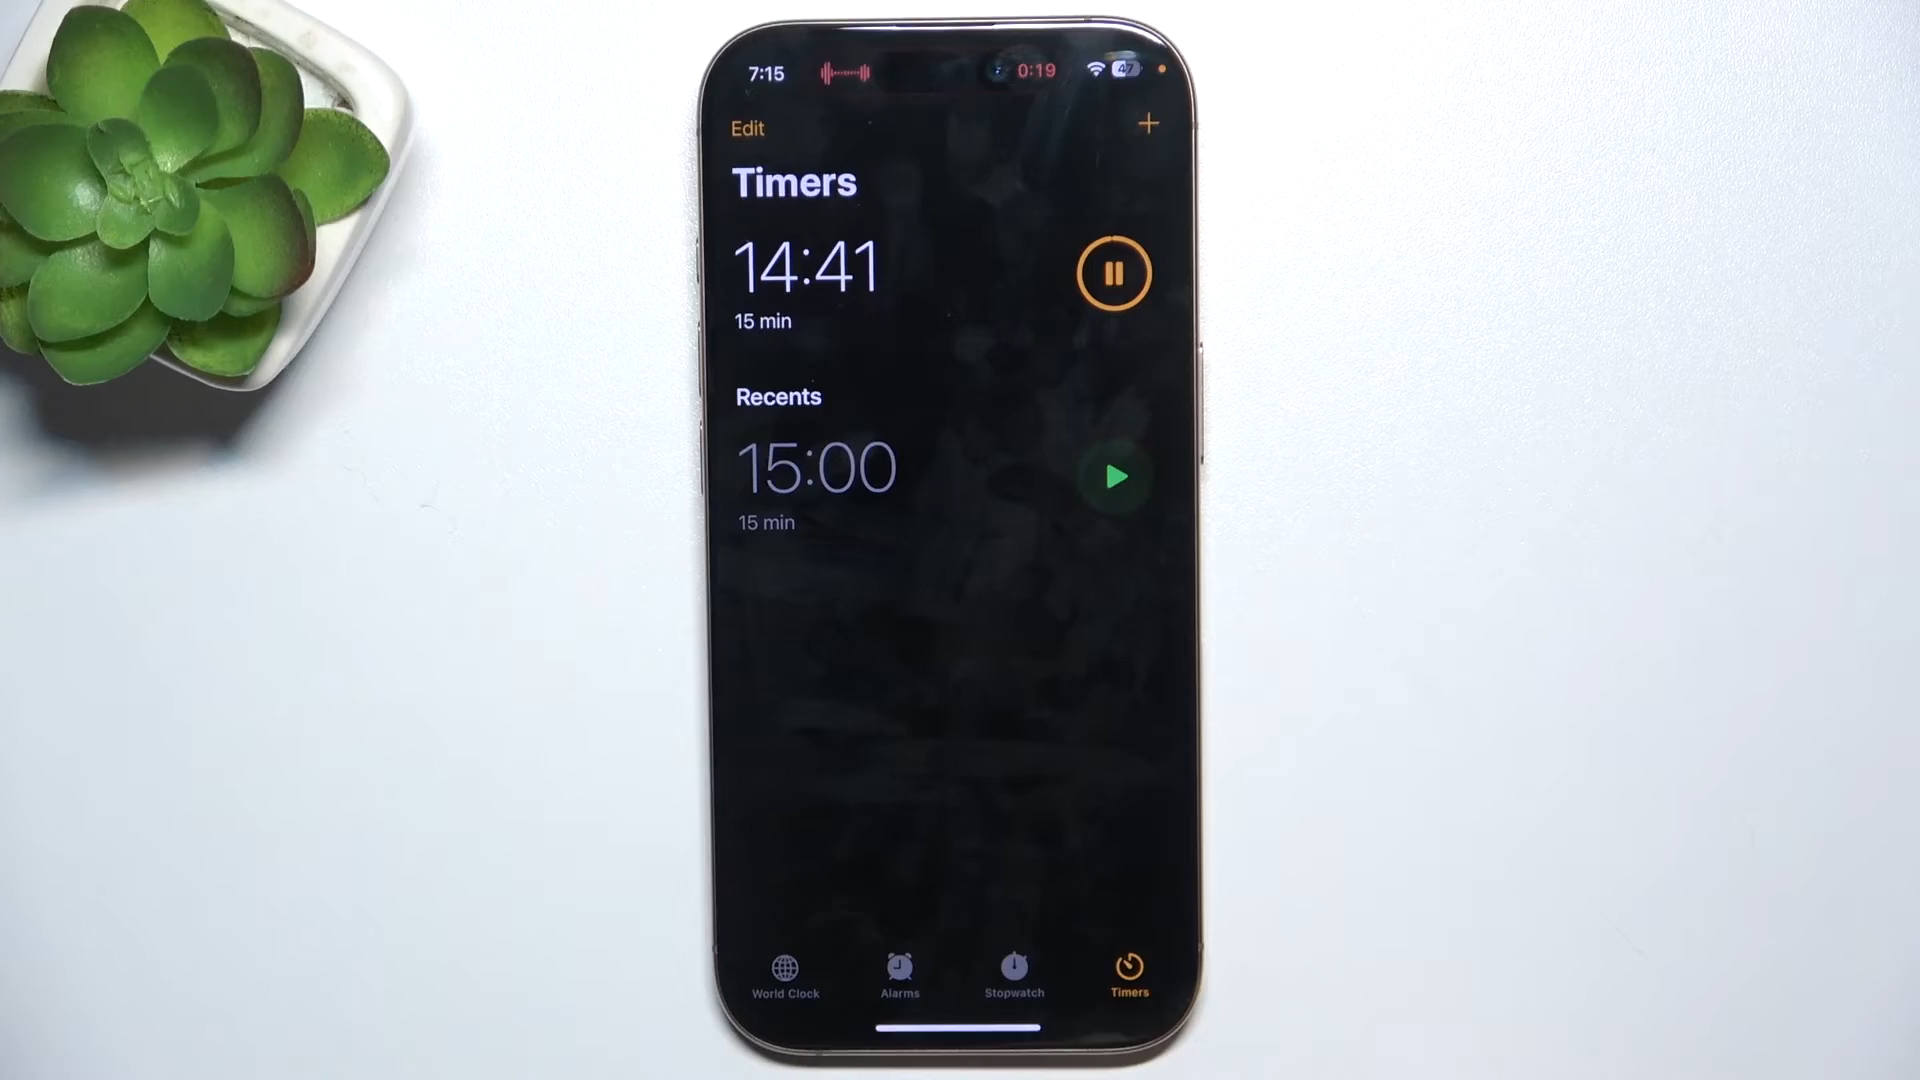 7:15 0:19 47
Edit +
Timers
14:41
15 min
Recents
15:00
15 min
World Clock Alarms Stopwatch Timers